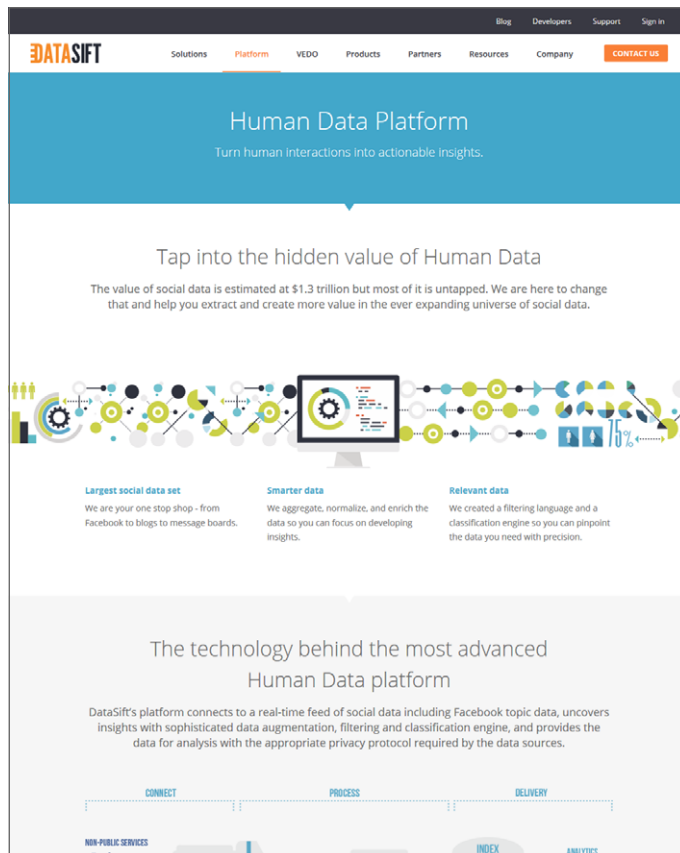 Blog Developers Support Sign in
DATASIFT Solutions Platform VEDO Products Partners Resources Company CONTACT US
Human Data Platform
Turn human interactions into actionable insights.
Tap into the hidden value of Human Data
The value of social data is estimated at $1.3 trillion but most of it is untapped. We are here to change
that and help you extract and create more value in the ever expanding universe of social data.
75%
Largest social data set
We are your one stop shop - from
Facebook to blogs to message boards.
Smarter data
We aggregate, normalize, and enrich the
data so you can focus on developing
insights.
Relevant data
We created a filtering language and a
classification engine so you can pinpoint
the data you need with precision.
The technology behind the most advanced
Human Data platform
DataSift's platform connects to a real-time feed of social data including Facebook topic data, uncovers
insights with sophisticated data augmentation, filtering and classification engine, and provides the
data for analysis with the appropriate privacy protocol required by the data sources.
CONNECT PROCESS DELIVERY
NON-PUBLIC SERVICES INDEX ANALYTICS